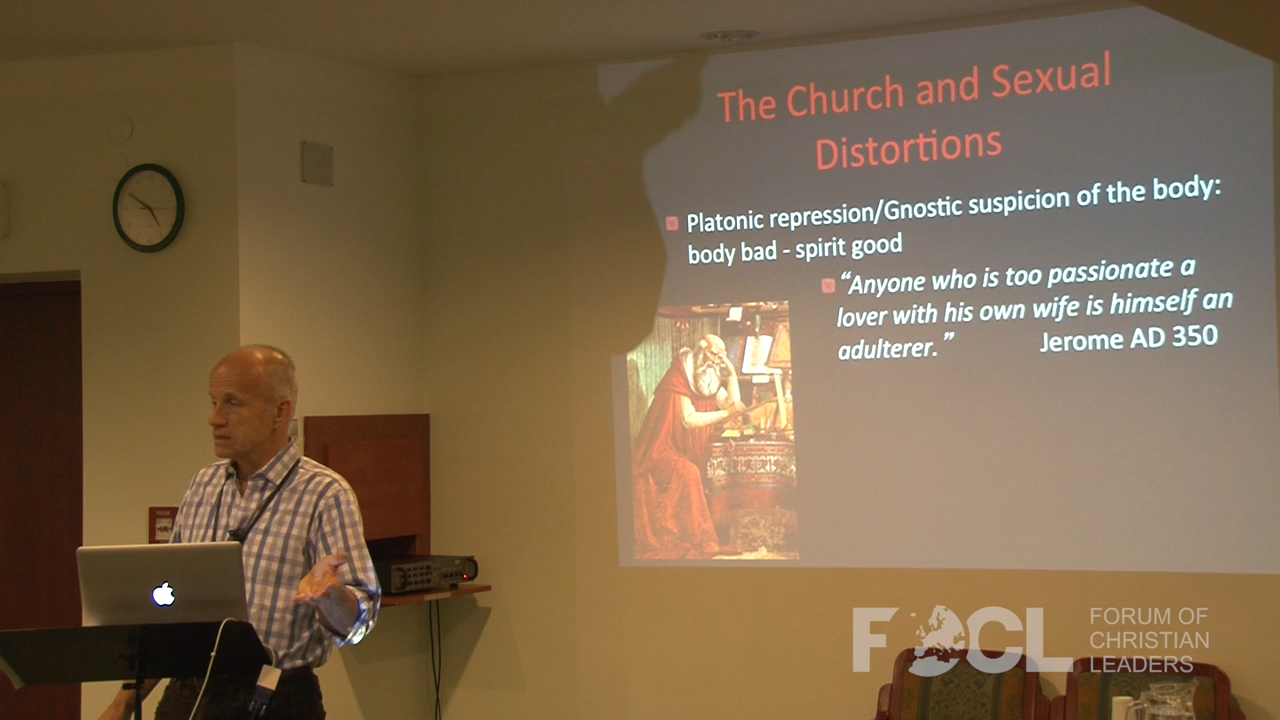 The Church and Sexual
Distortions
Platonic repression/Gnostic suspicion of the body:
body bad - spirit good
“Anyone who is too passionate a
lover with his own wife is himself an
adulterer.” Jerome AD 350
FOCL
FORUM OF
CHRISTIAN
LEADERS